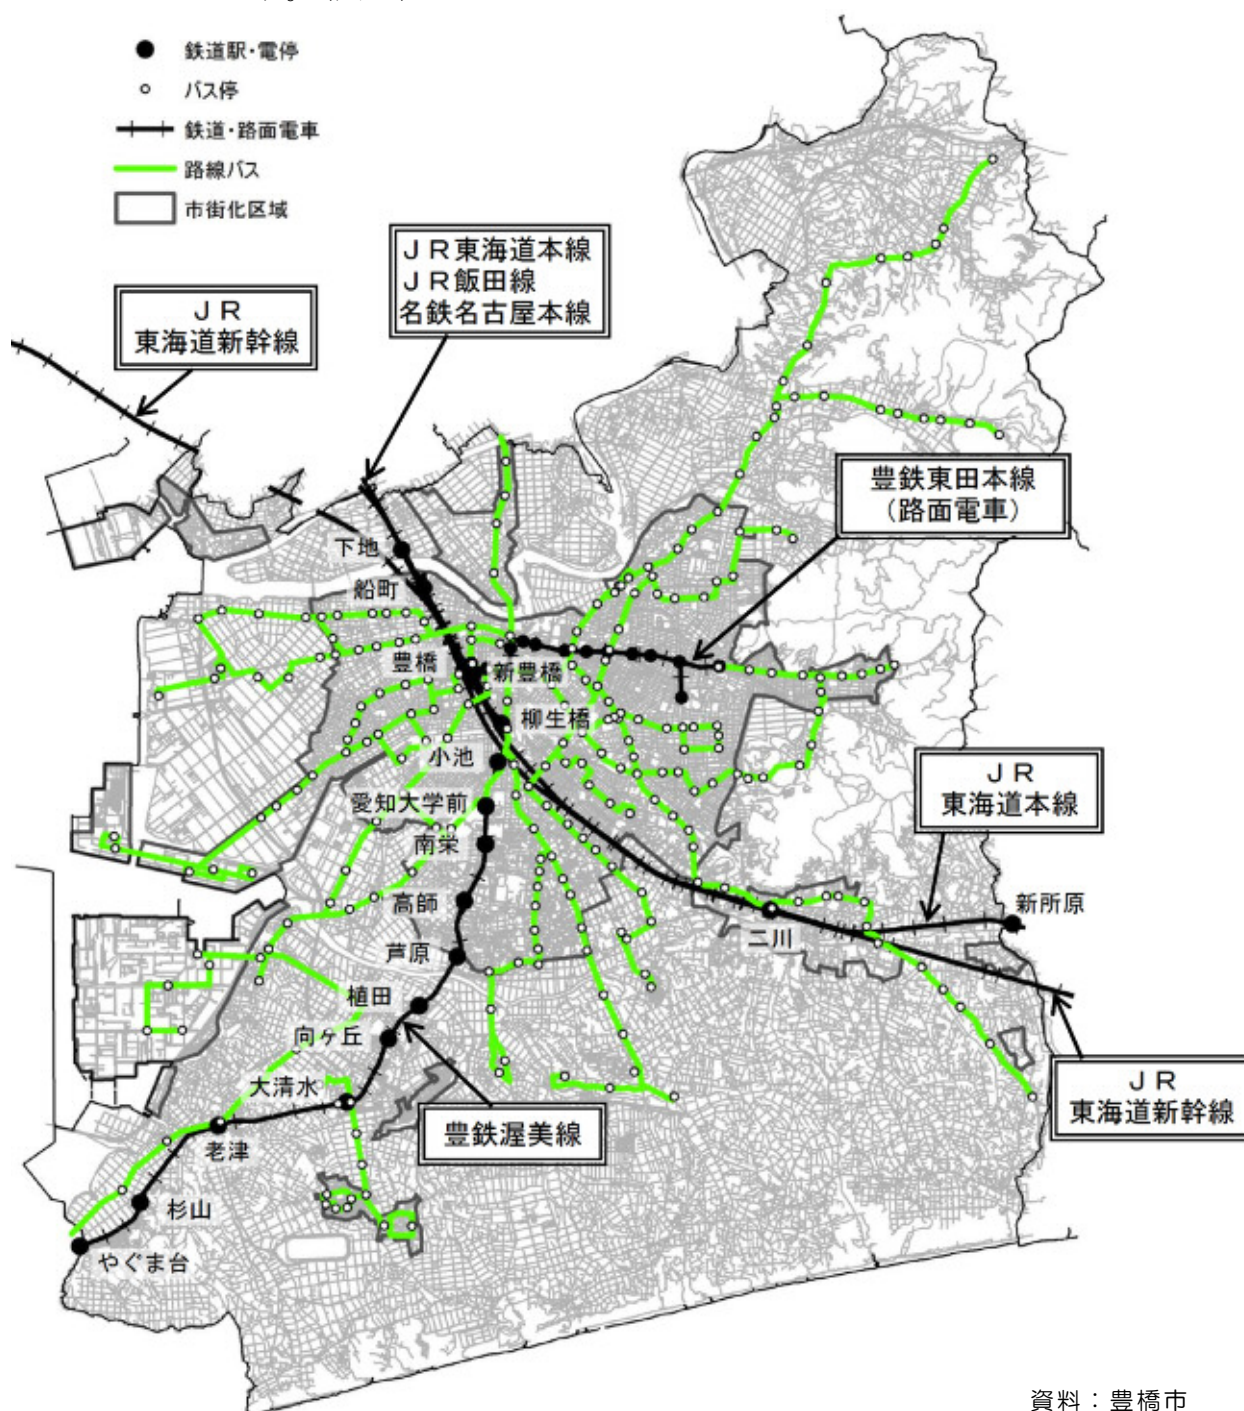 鉄道駅・電停
バス停
鉄道・路面電車
路線バス
市街化区域
ＪＲ東海道本線
ＪＲ飯田線
名鉄名古屋本線
ＪＲ
東海道新幹線
豊鉄東田本線
（路面電車）
下地
船町
豊橋
新豊橋
柳生橋
小池
愛知大学前
南栄
高師
芦原
植田
向ヶ丘
大清水
老津
杉山
やぐま台
豊鉄渥美線
ＪＲ
東海道本線
新所原
二川
ＪＲ
東海道新幹線
資料：豊橋市